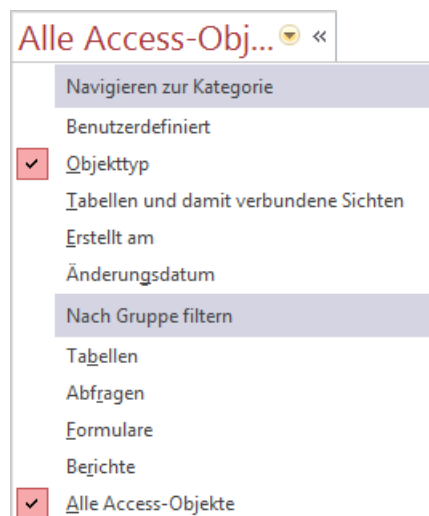 Alle Access-Obj... «
Navigieren zur Kategorie
Benutzerdefiniert
Objekttyp
Tabellen und damit verbundene Sichten
Erstellt am
Änderungsdatum
Nach Gruppe filtern
Tabellen
Abfragen
Formulare
Berichte
Alle Access-Objekte